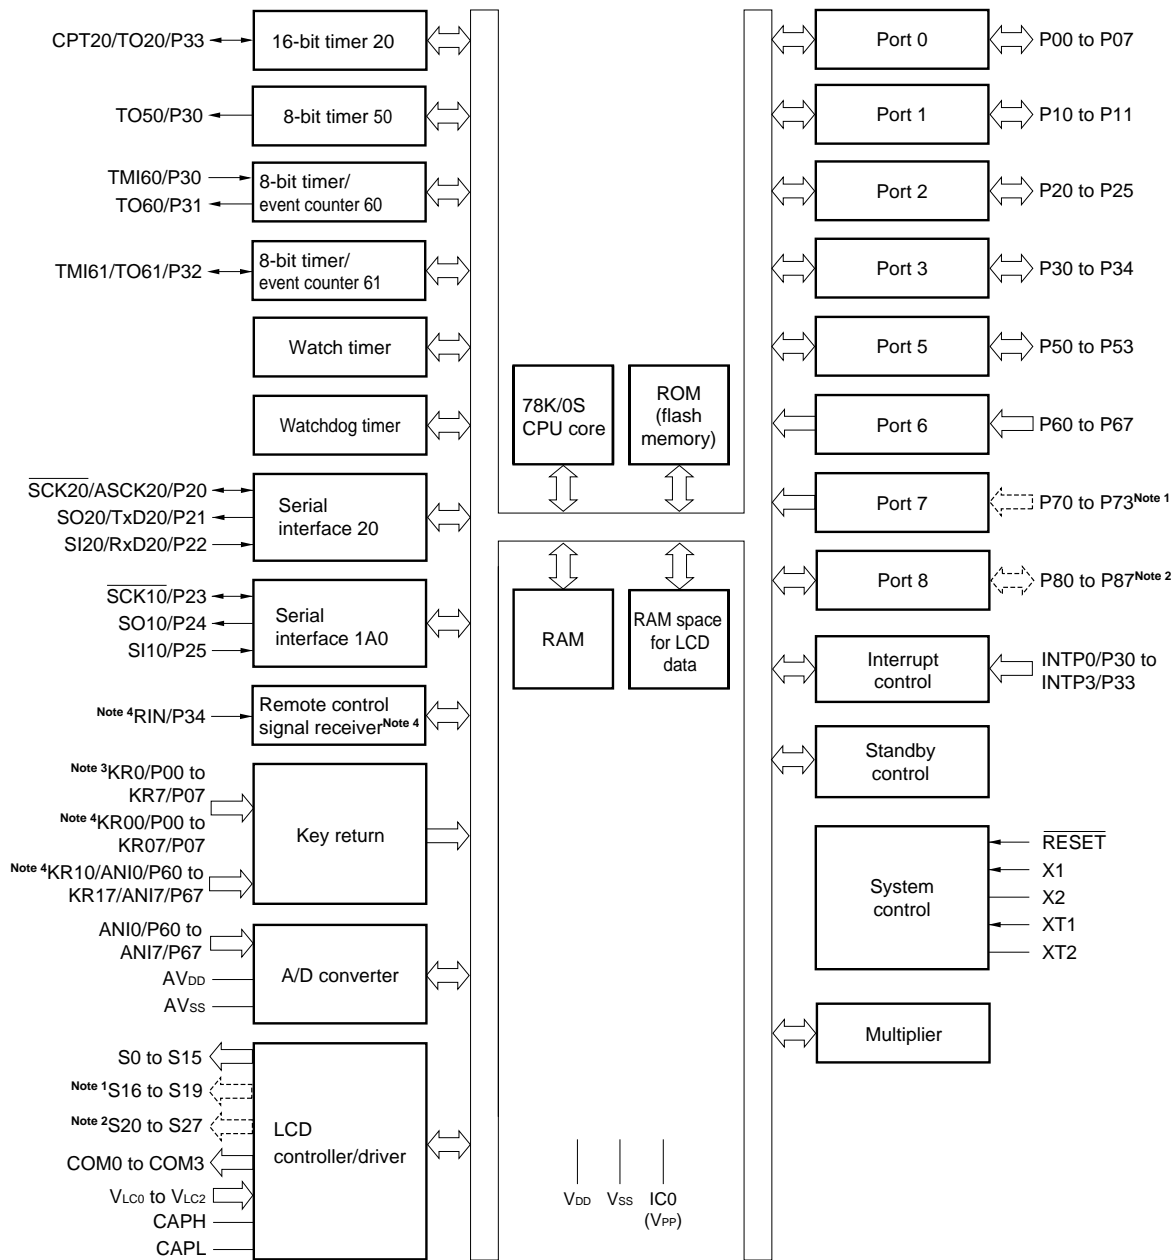 CPT20/TO20/P33
16-bit timer 20
TO50/P30
8-bit timer 50
TMI60/P30
TO60/P31
8-bit timer/
event counter 60
TMI61/TO61/P32
8-bit timer/
event counter 61
Watch timer
Watchdog timer
SCK20/ASCK20/P20
SO20/TxD20/P21
SI20/RxD20/P22
Serial
interface 20
SCK10/P23
SO10/P24
SI10/P25
Serial
interface 1A0
Note 4RIN/P34
Remote control
signal receiverNote 4
Note 3KR0/P00 to
KR7/P07
Note 4KR00/P00 to
KR07/P07
Note 4KR10/ANI0/P60 to
KR17/ANI7/P67
Key return
ANI0/P60 to
ANI7/P67
AVDD
AVSS
A/D converter
S0 to S15
Note 1S16 to S19
Note 2S20 to S27
COM0 to COM3
VLC0 to VLC2
CAPH
CAPL
LCD
controller/driver
78K/0S
CPU core
ROM
(flash
memory)
RAM
RAM space
for LCD
data
VDD
VSS
IC0
(VPP)
Port 0
P00 to P07
Port 1
P10 to P11
Port 2
P20 to P25
Port 3
P30 to P34
Port 5
P50 to P53
Port 6
P60 to P67
Port 7
P70 to P73Note 1
Port 8
P80 to P87Note 2
Interrupt
control
INTP0/P30 to
INTP3/P33
Standby
control
System
control
RESET
X1
X2
XT1
XT2
Multiplier